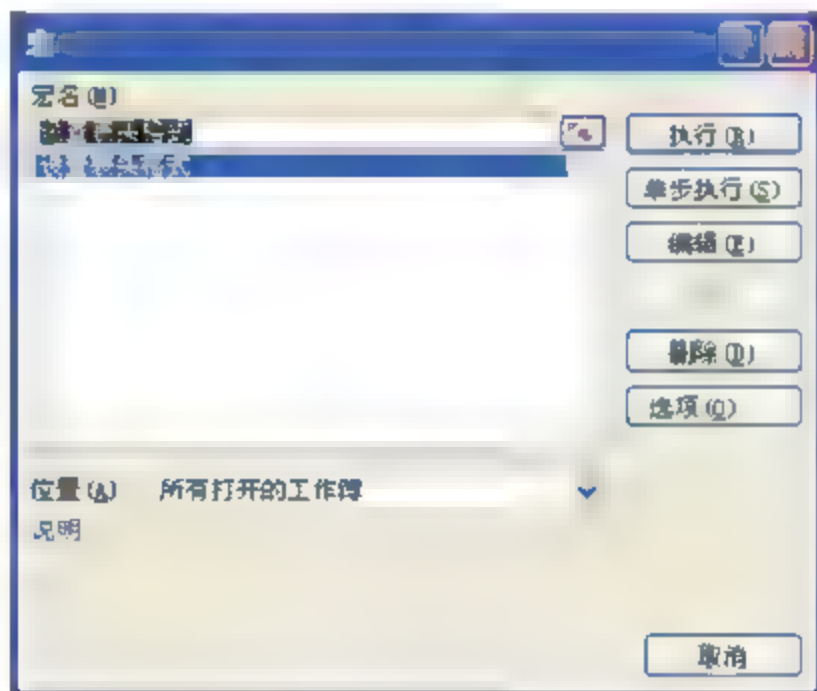 宏
宏名(M)
执行(R)
单步执行(S)
编辑(E)
删除(D)
选项(O)
位置(A) 所有打开的工作簿
说明
取消